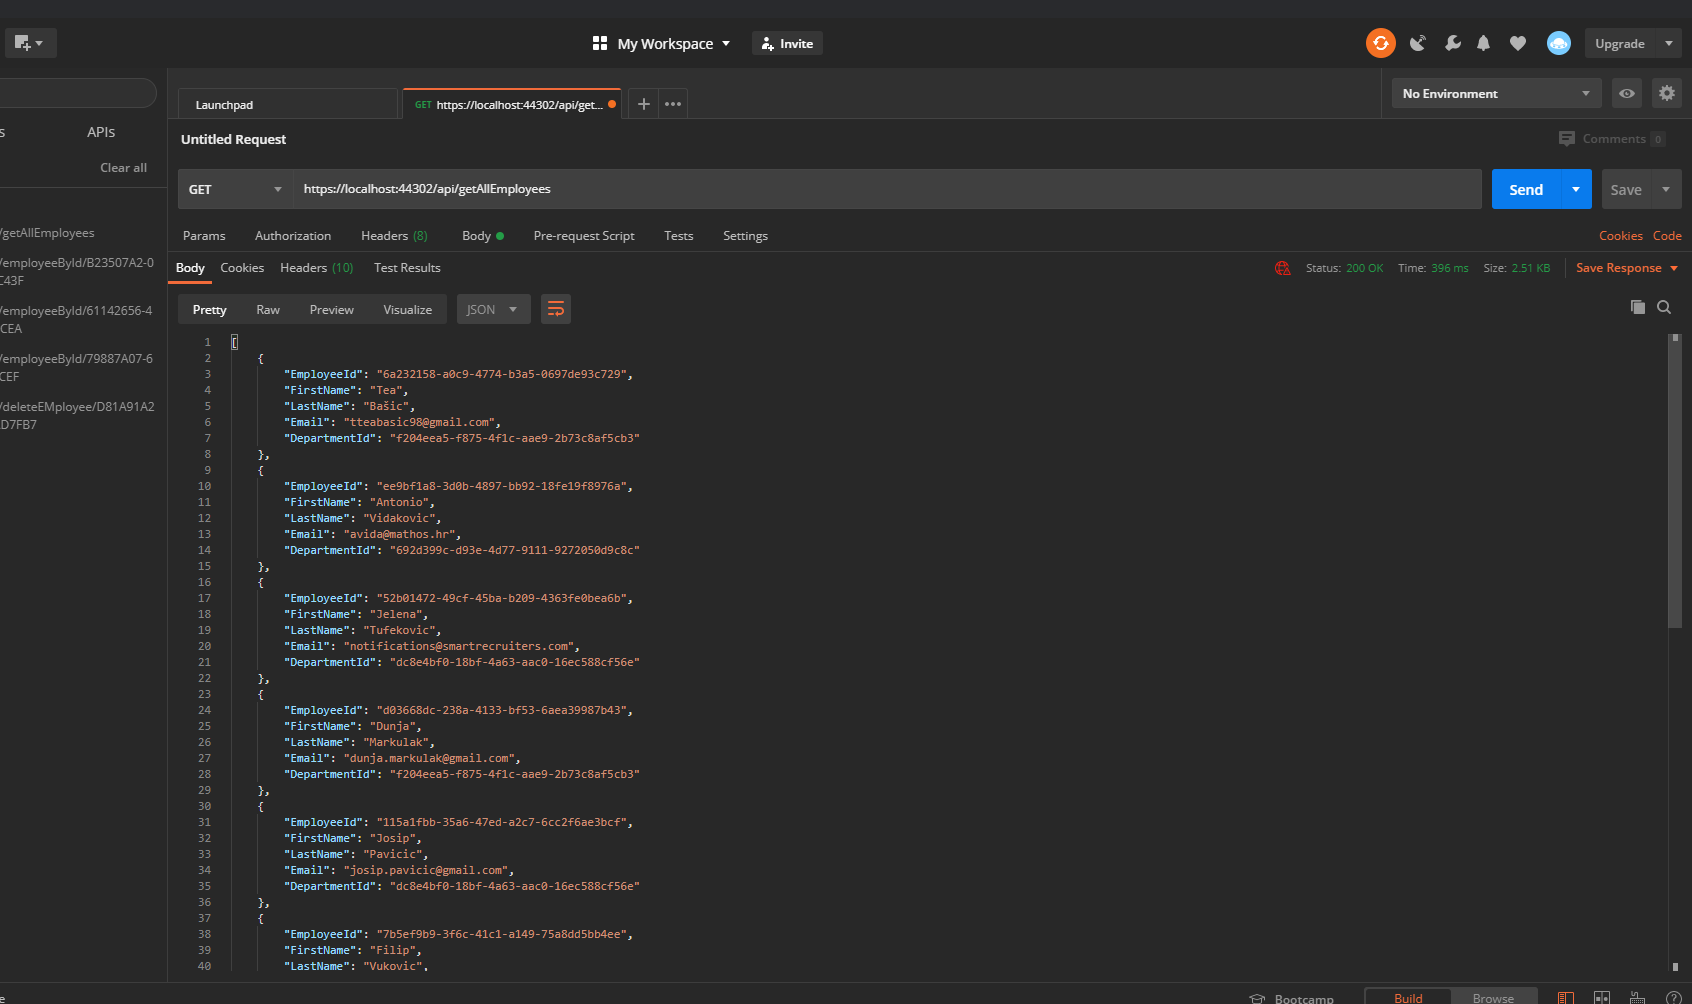 My Workspace
Invite
Upgrade
APIs
Clear all
/getAllEmployees
/employeeById/B23507A2-0
C43F
/employeeById/61142656-4
CEA
/employeeById/79887A07-6
CEF
/deleteEMployee/D81A91A2
D7FB7
Launchpad
GET https://localhost:44302/api/get...
No Environment
Untitled Request
Comments 0
GET https://localhost:44302/api/getAllEmployees
Send
Save
Params Authorization Headers (8) Body Pre-request Script Tests Settings
Cookies Code
Body Cookies Headers (10) Test Results
Status: 200 OK Time: 396 ms Size: 2.51 KB Save Response
Pretty Raw Preview Visualize JSON
1 [
2 {
3 "EmployeeId": "6a232158-a0c9-4774-b3a5-0697de93c729",
4 "FirstName": "Tea",
5 "LastName": "Bašic",
6 "Email": "tteabasic98@gmail.com",
7 "DepartmentId": "f204eea5-f875-4f1c-aae9-2b73c8af5cb3"
8 },
9 {
10 "EmployeeId": "ee9bf1a8-3d0b-4897-bb92-18fe19f8976a",
11 "FirstName": "Antonio",
12 "LastName": "Vidakovic",
13 "Email": "avida@mathos.hr",
14 "DepartmentId": "692d399c-d93e-4d77-9111-9272050d9c8c"
15 },
16 {
17 "EmployeeId": "52b01472-49cf-45ba-b209-4363fe0bea6b",
18 "FirstName": "Jelena",
19 "LastName": "Tufekovic",
20 "Email": "notifications@smartrecruiters.com",
21 "DepartmentId": "dc8e4bf0-18bf-4a63-aac0-16ec588cf56e"
22 },
23 {
24 "EmployeeId": "d03668dc-238a-4133-bf53-6aea39987b43",
25 "FirstName": "Dunja",
26 "LastName": "Markulak",
27 "Email": "dunja.markulak@gmail.com",
28 "DepartmentId": "f204eea5-f875-4f1c-aae9-2b73c8af5cb3"
29 },
30 {
31 "EmployeeId": "115a1fbb-35a6-47ed-a2c7-6cc2f6ae3bcf",
32 "FirstName": "Josip",
33 "LastName": "Pavicic",
34 "Email": "josip.pavicic@gmail.com",
35 "DepartmentId": "dc8e4bf0-18bf-4a63-aac0-16ec588cf56e"
36 },
37 {
38 "EmployeeId": "7b5ef9b9-3f6c-41c1-a149-75a8dd5bb4ee",
39 "FirstName": "Filip",
40 "LastName": "Vukovic",
Bootcamp
Build
Browse